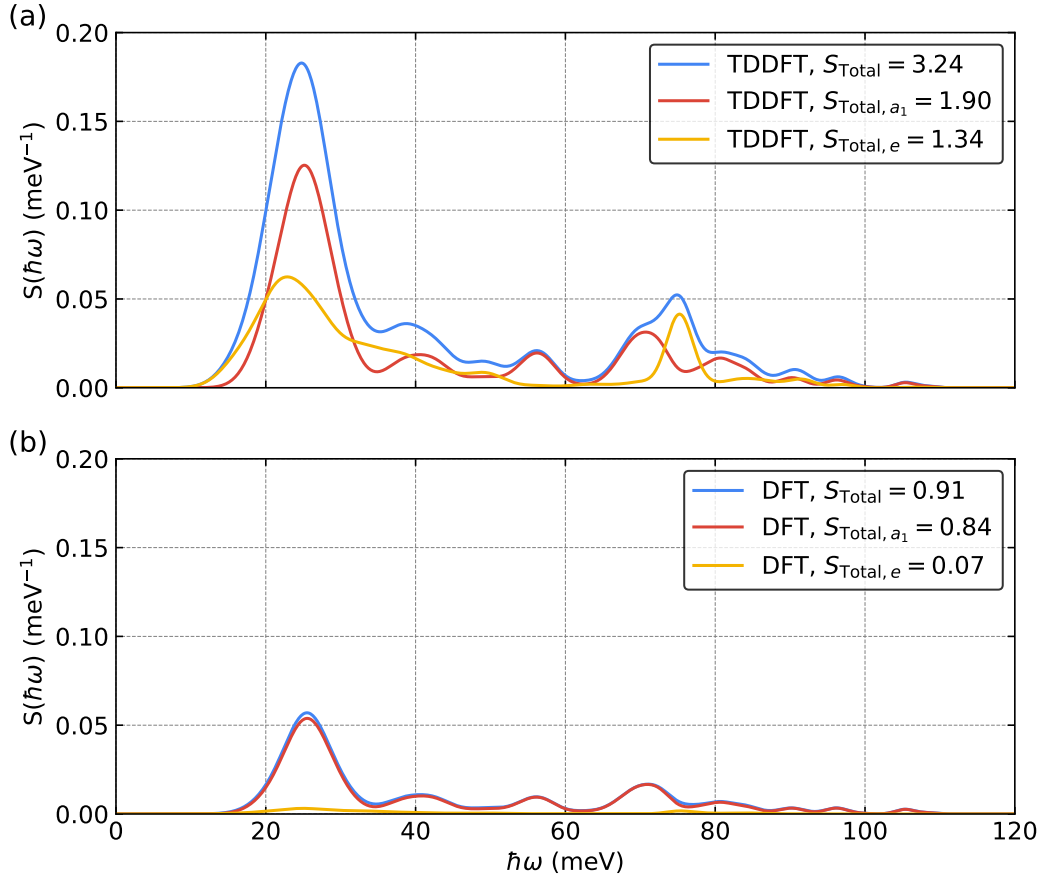 (a)
0.20
0.15
0.10
0.05
0.00
S(ℏω) (meV⁻¹)
TDDFT, S_Total = 3.24
TDDFT, S_Total, a₁ = 1.90
TDDFT, S_Total, e = 1.34
(b)
0.20
0.15
0.10
0.05
0.00
S(ℏω) (meV⁻¹)
DFT, S_Total = 0.91
DFT, S_Total, a₁ = 0.84
DFT, S_Total, e = 0.07
0 20 40 60 80 100 120
ℏω (meV)